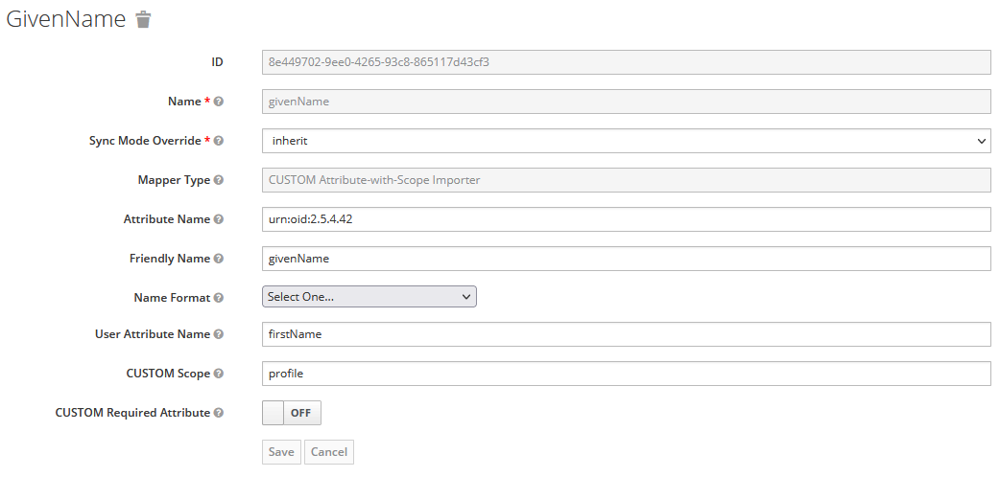 GivenName
ID 8e449702-9ee0-4265-93c8-865117d43cf3
Name * givenName
Sync Mode Override * inherit
Mapper Type CUSTOM Attribute-with-Scope Importer
Attribute Name urn:oid:2.5.4.42
Friendly Name givenName
Name Format Select One...
User Attribute Name firstName
CUSTOM Scope profile
CUSTOM Required Attribute OFF
Save Cancel